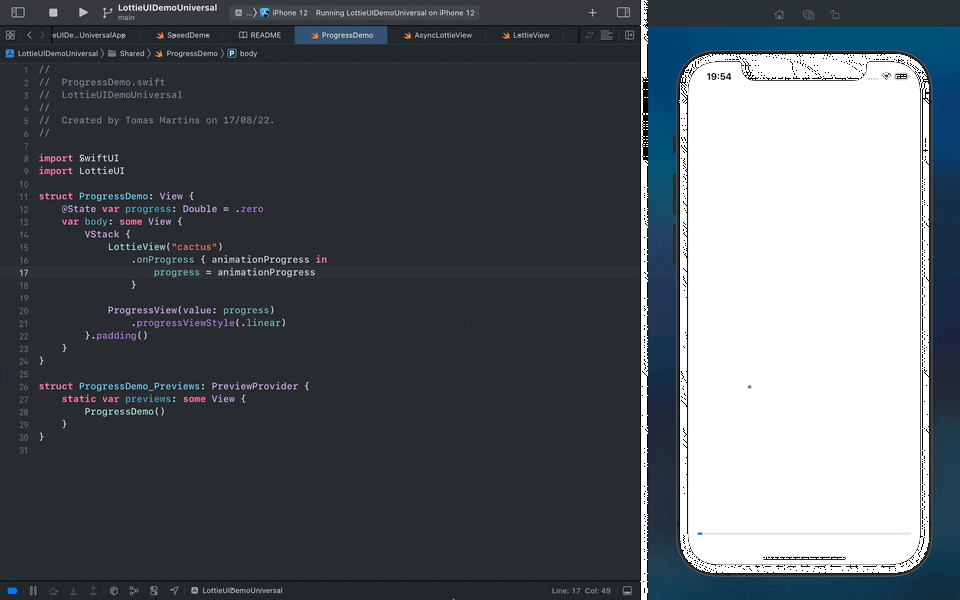 LottieUIDemoUniversal
main
... iPhone 12 Running LottieUIDemoUniversal on iPhone 12
eUIDe...UniversalApp SpeedDemo README ProgressDemo AsyncLottieView LottieView
LottieUIDemoUniversal Shared ProgressDemo P body
1 //
2 // ProgressDemo.swift
3 // LottieUIDemoUniversal
4 //
5 // Created by Tomas Martins on 17/08/22.
6 //
7
8 import SwiftUI
9 import LottieUI
10
11 struct ProgressDemo: View {
12 @State var progress: Double = .zero
13 var body: some View {
14 VStack {
15 LottieView("cactus")
16 .onProgress { animationProgress in
17 progress = animationProgress
18 }
19
20 ProgressView(value: progress)
21 .progressViewStyle(.linear)
22 }.padding()
23 }
24 }
25
26 struct ProgressDemo_Previews: PreviewProvider {
27 static var previews: some View {
28 ProgressDemo()
29 }
30 }
31
LottieUIDemoUniversal Line: 17 Col: 49
19:54